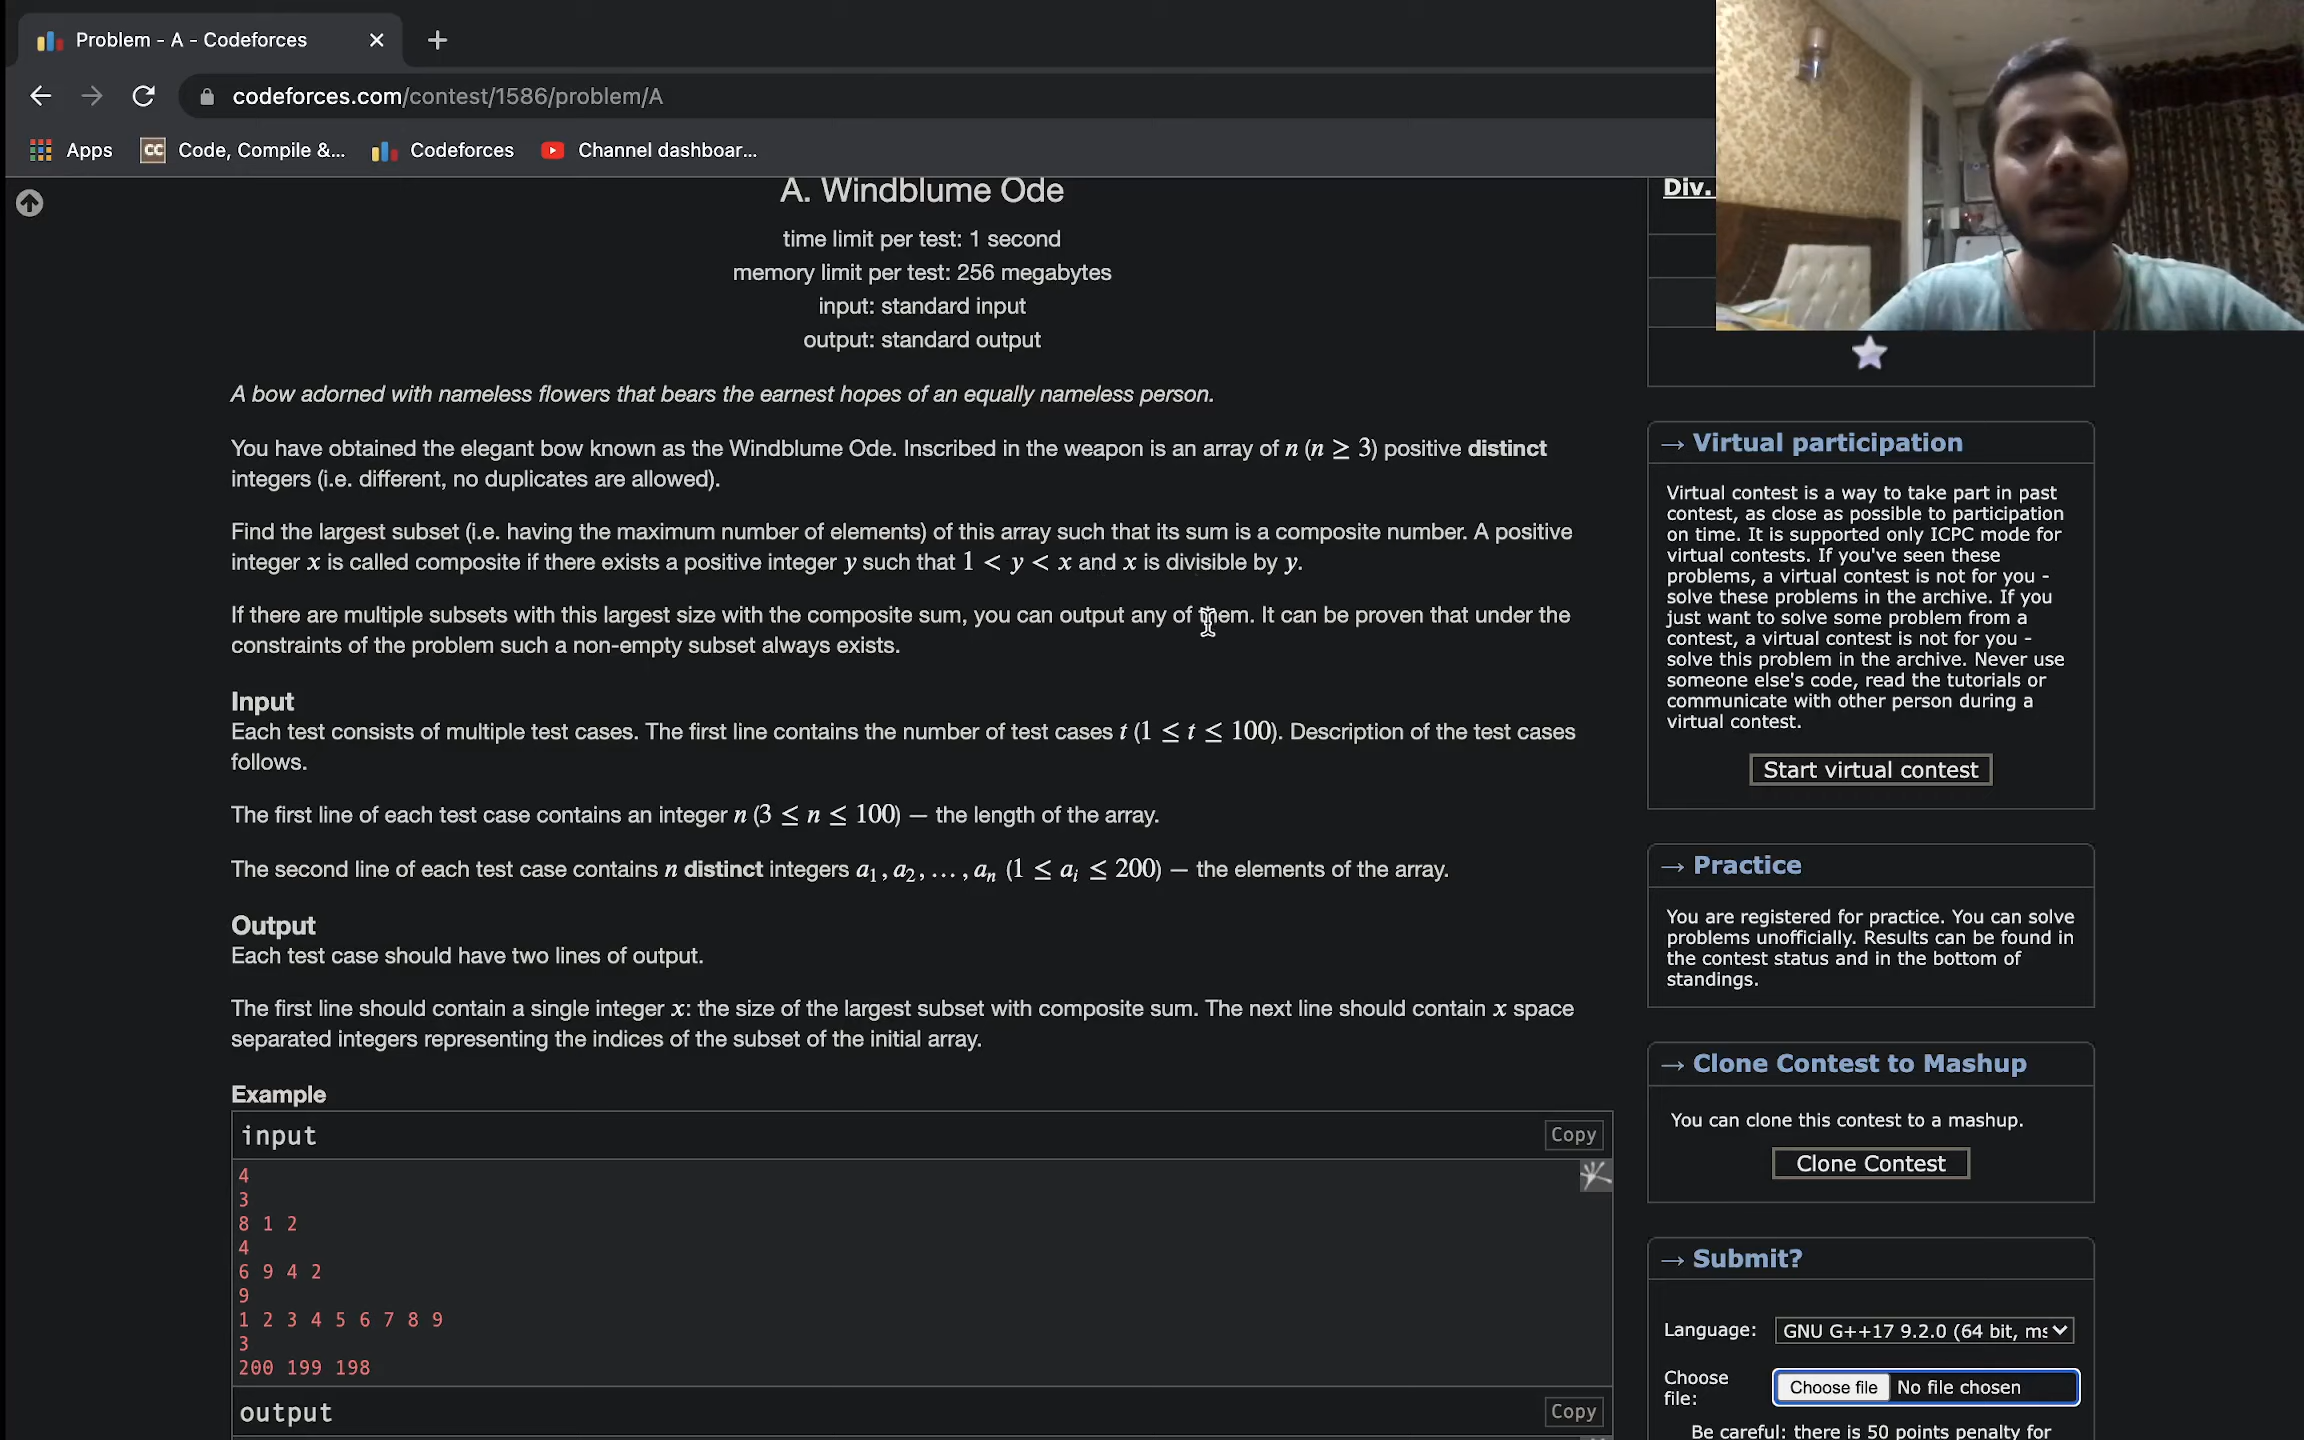 Problem - A - Codeforces
codeforces.com/contest/1586/problem/A
Apps
CC Code, Compile &...
Codeforces
Channel dashboar...
A. Windblume Ode
time limit per test: 1 second
memory limit per test: 256 megabytes
input: standard input
output: standard output
A bow adorned with nameless flowers that bears the earnest hopes of an equally nameless person.
You have obtained the elegant bow known as the Windblume Ode. Inscribed in the weapon is an array of n (n ≥ 3) positive distinct
integers (i.e. different, no duplicates are allowed).
Find the largest subset (i.e. having the maximum number of elements) of this array such that its sum is a composite number. A positive
integer x is called composite if there exists a positive integer y such that 1 < y < x and x is divisible by y.
If there are multiple subsets with this largest size with the composite sum, you can output any of them. It can be proven that under the
constraints of the problem such a non-empty subset always exists.
Input
Each test consists of multiple test cases. The first line contains the number of test cases t (1 ≤ t ≤ 100). Description of the test cases
follows.
The first line of each test case contains an integer n (3 ≤ n ≤ 100) — the length of the array.
The second line of each test case contains n distinct integers a₁, a₂, …, aₙ (1 ≤ aᵢ ≤ 200) — the elements of the array.
Output
Each test case should have two lines of output.
The first line should contain a single integer x: the size of the largest subset with composite sum. The next line should contain x space
separated integers representing the indices of the subset of the initial array.
Example
input
Copy
4
3
8 1 2
4
6 9 4 2
9
1 2 3 4 5 6 7 8 9
3
200 199 198
output
Copy
Div.
→ Virtual participation
Virtual contest is a way to take part in past
contest, as close as possible to participation
on time. It is supported only ICPC mode for
virtual contests. If you've seen these
problems, a virtual contest is not for you -
solve these problems in the archive. If you
just want to solve some problem from a
contest, a virtual contest is not for you -
solve this problem in the archive. Never use
someone else's code, read the tutorials or
communicate with other person during a
virtual contest.
Start virtual contest
→ Practice
You are registered for practice. You can solve
problems unofficially. Results can be found in
the contest status and in the bottom of
standings.
→ Clone Contest to Mashup
You can clone this contest to a mashup.
Clone Contest
→ Submit?
Language: GNU G++17 9.2.0 (64 bit, ms
Choose
file:
Choose file No file chosen
Be careful: there is 50 points penalty for